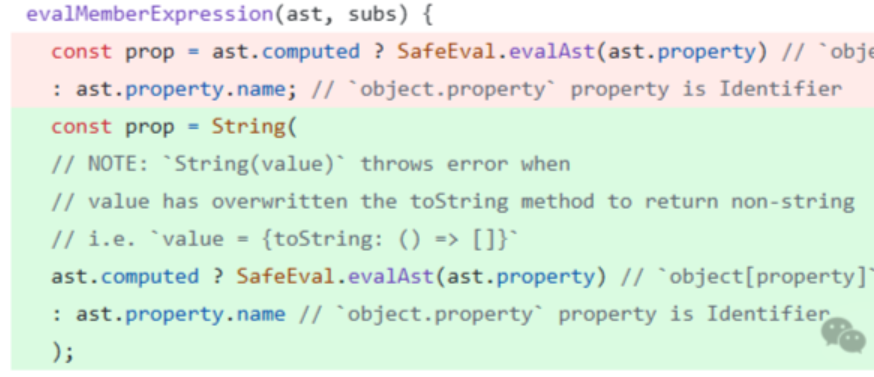 evalMemberExpression(ast, subs) {
const prop = ast.computed ? SafeEval.evalAst(ast.property) // `obje
: ast.property.name; // `object.property` property is Identifier
const prop = String(
// NOTE: `String(value)` throws error when
// value has overwritten the toString method to return non-string
// i.e. `value = {toString: () => []}`
ast.computed ? SafeEval.evalAst(ast.property) // `object[property]`
: ast.property.name // `object.property` property is Identifier
);